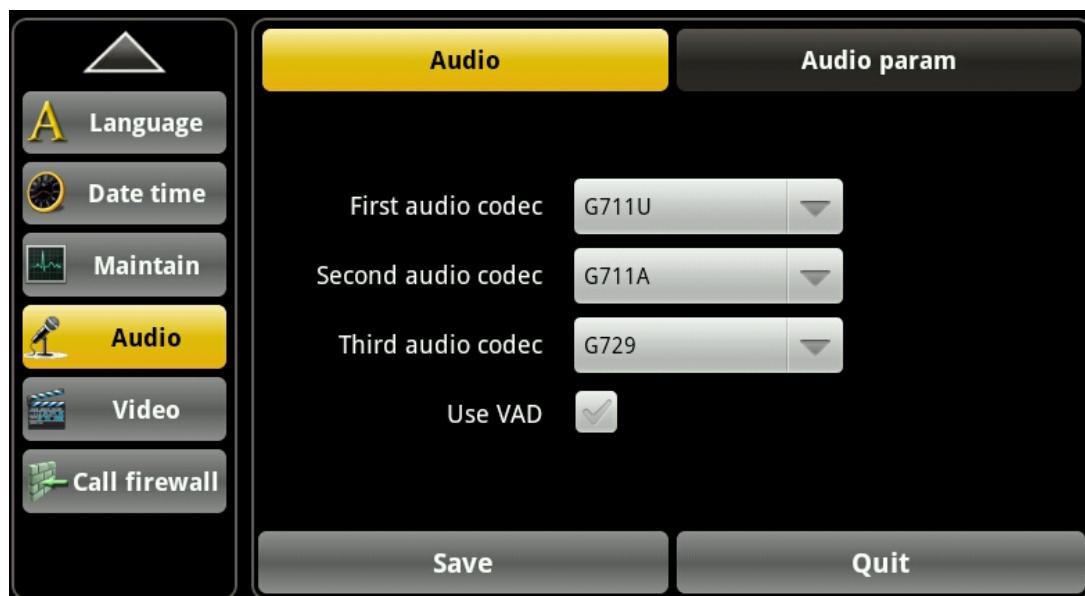 Language
Date time
Maintain
Audio
Video
Call firewall
Audio
Audio param
First audio codec
G711U
Second audio codec
G711A
Third audio codec
G729
Use VAD
Save
Quit